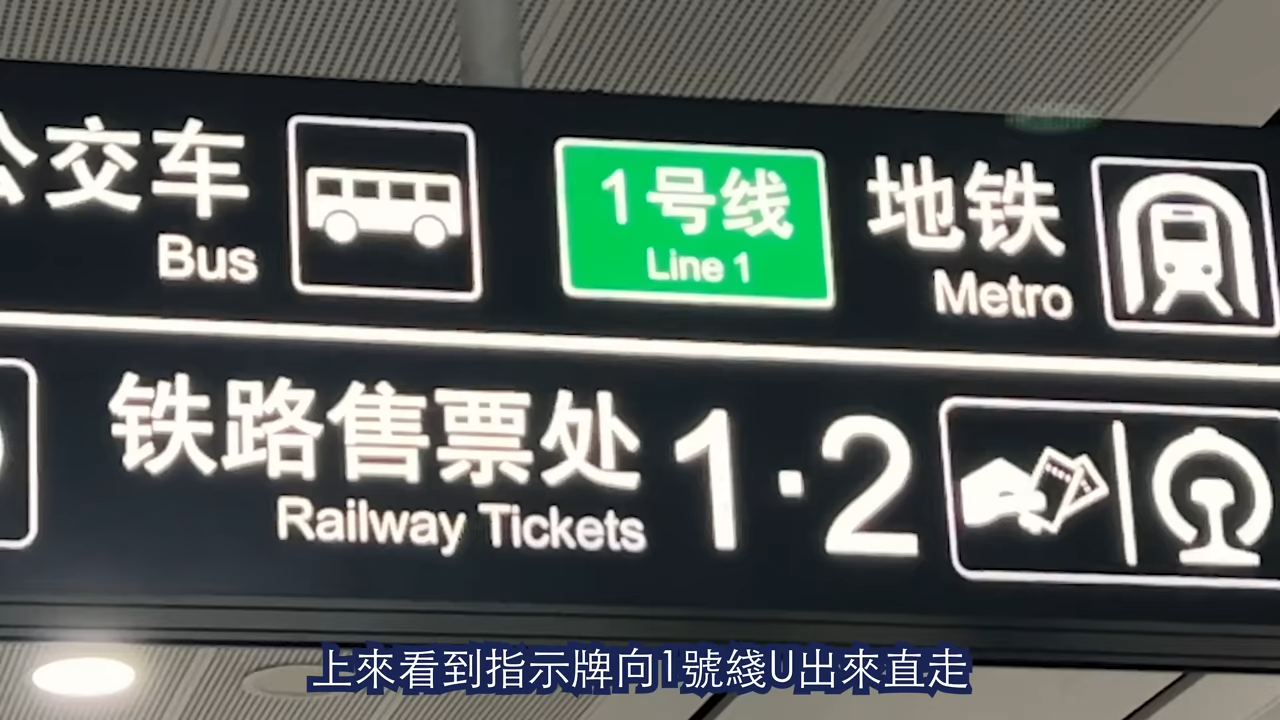 公交车
Bus
1号线
Line 1
地铁
Metro
铁路售票处 1·2
Railway Tickets
上來看到指示牌向1號綫U出來直走